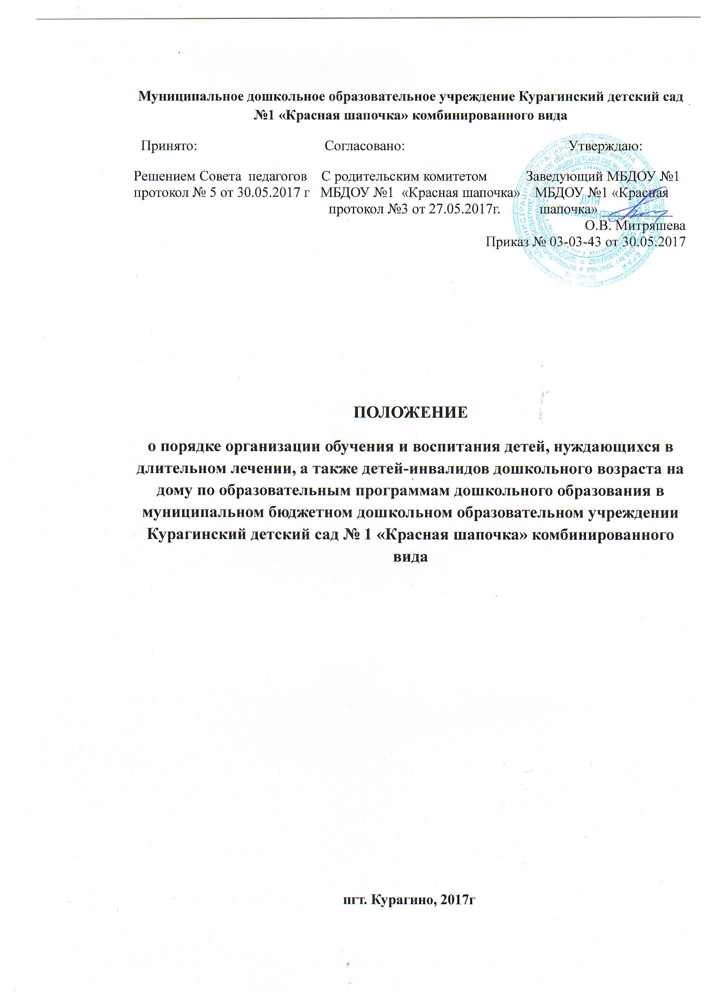 Муниципальное дошкольное образовательное учреждение Курагинский детский сад
№1 «Красная шапочка» комбинированного вида
Принято: Согласовано: Утверждаю:
Решением Совета педагогов С родительским комитетом Заведующий МБДОУ №1
протокол № 5 от 30.05.2017 г МБДОУ №1 «Красная шапочка» МБДОУ №1 «Красная
протокол №3 от 27.05.2017г. шапочка»
О.В. Митряшева
Приказ № 03-03-43 от 30.05.2017
ДЛЯ
ДОКУМЕНТОВ
ПОЛОЖЕНИЕ
о порядке организации обучения и воспитания детей, нуждающихся в
длительном лечении, а также детей-инвалидов дошкольного возраста на
дому по образовательным программам дошкольного образования в
муниципальном бюджетном дошкольном образовательном учреждении
Курагинский детский сад № 1 «Красная шапочка» комбинированного
вида
пгт. Курагино, 2017г